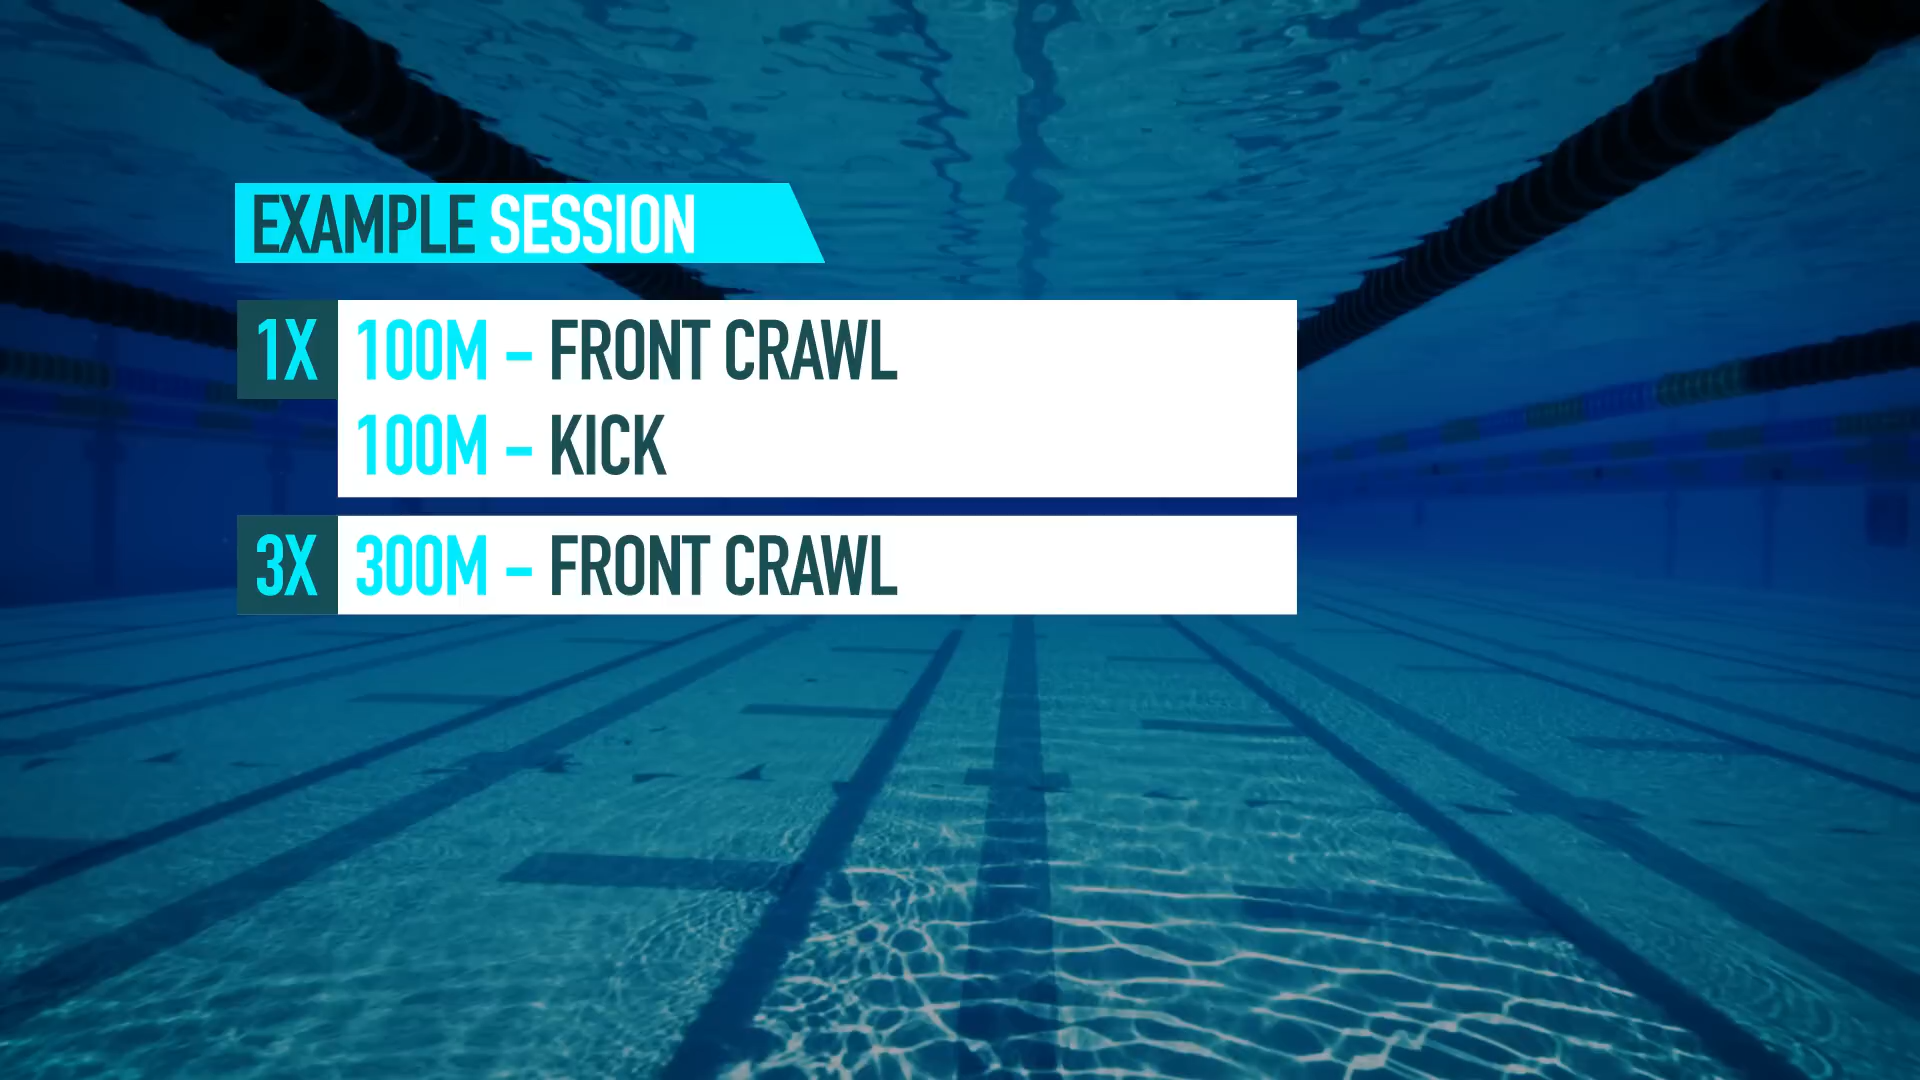 EXAMPLE SESSION
1X 100M – FRONT CRAWL
100M – KICK
3X 300M – FRONT CRAWL